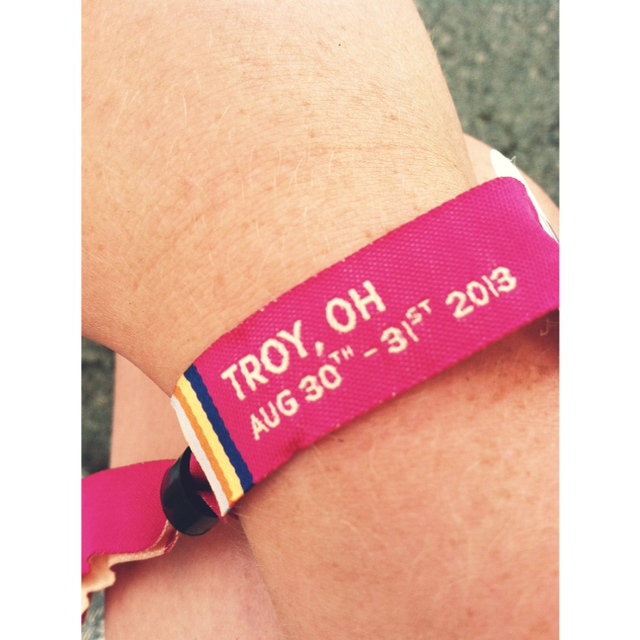 TROY, OH
AUG 30TH - 31ST 2013